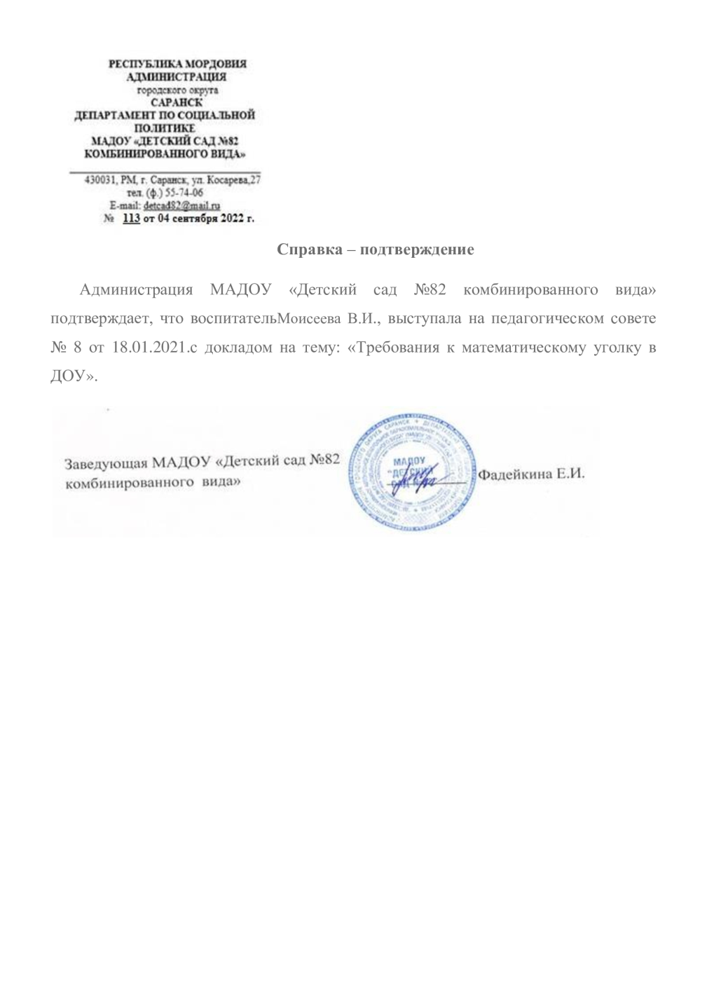 РЕСПУБЛИКА МОРДОВИЯ
АДМИНИСТРАЦИЯ
городского округа
САРАНСК
ДЕПАРТАМЕНТ ПО СОЦИАЛЬНОЙ
ПОЛИТИКЕ
МАДОУ «ДЕТСКИЙ САД №82
КОМБИНИРОВАННОГО ВИДА»
430031, РМ, г. Саранск, ул. Косарева,27
тел. (ф.) 55-74-06
E-mail: detcad82@mail.ru
№ 113 от 04 сентября 2022 г.
Справка – подтверждение
Администрация МАДОУ «Детский сад №82 комбинированного вида»
подтверждает, что воспитательМоисеева В.И., выступала на педагогическом совете
№ 8 от 18.01.2021.с докладом на тему: «Требования к математическому уголку в
ДОУ».
Заведующая МАДОУ «Детский сад №82
комбинированного вида»
МАДОУ
"ДЕТСКИЙ
САД
Фадейкина Е.И.